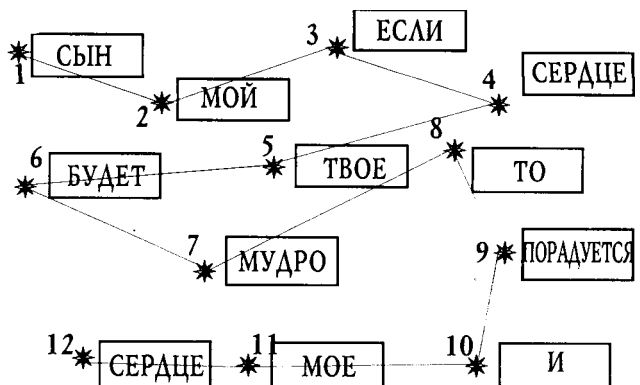 1 СЫН
2 МОЙ
3 ЕСЛИ
4 СЕРДЦЕ
5 ТВОЕ
6 БУДЕТ
7 МУДРО
8 ТО
9 ПОРАДУЕТСЯ
10 И
11 МОЕ
12 СЕРДЦЕ